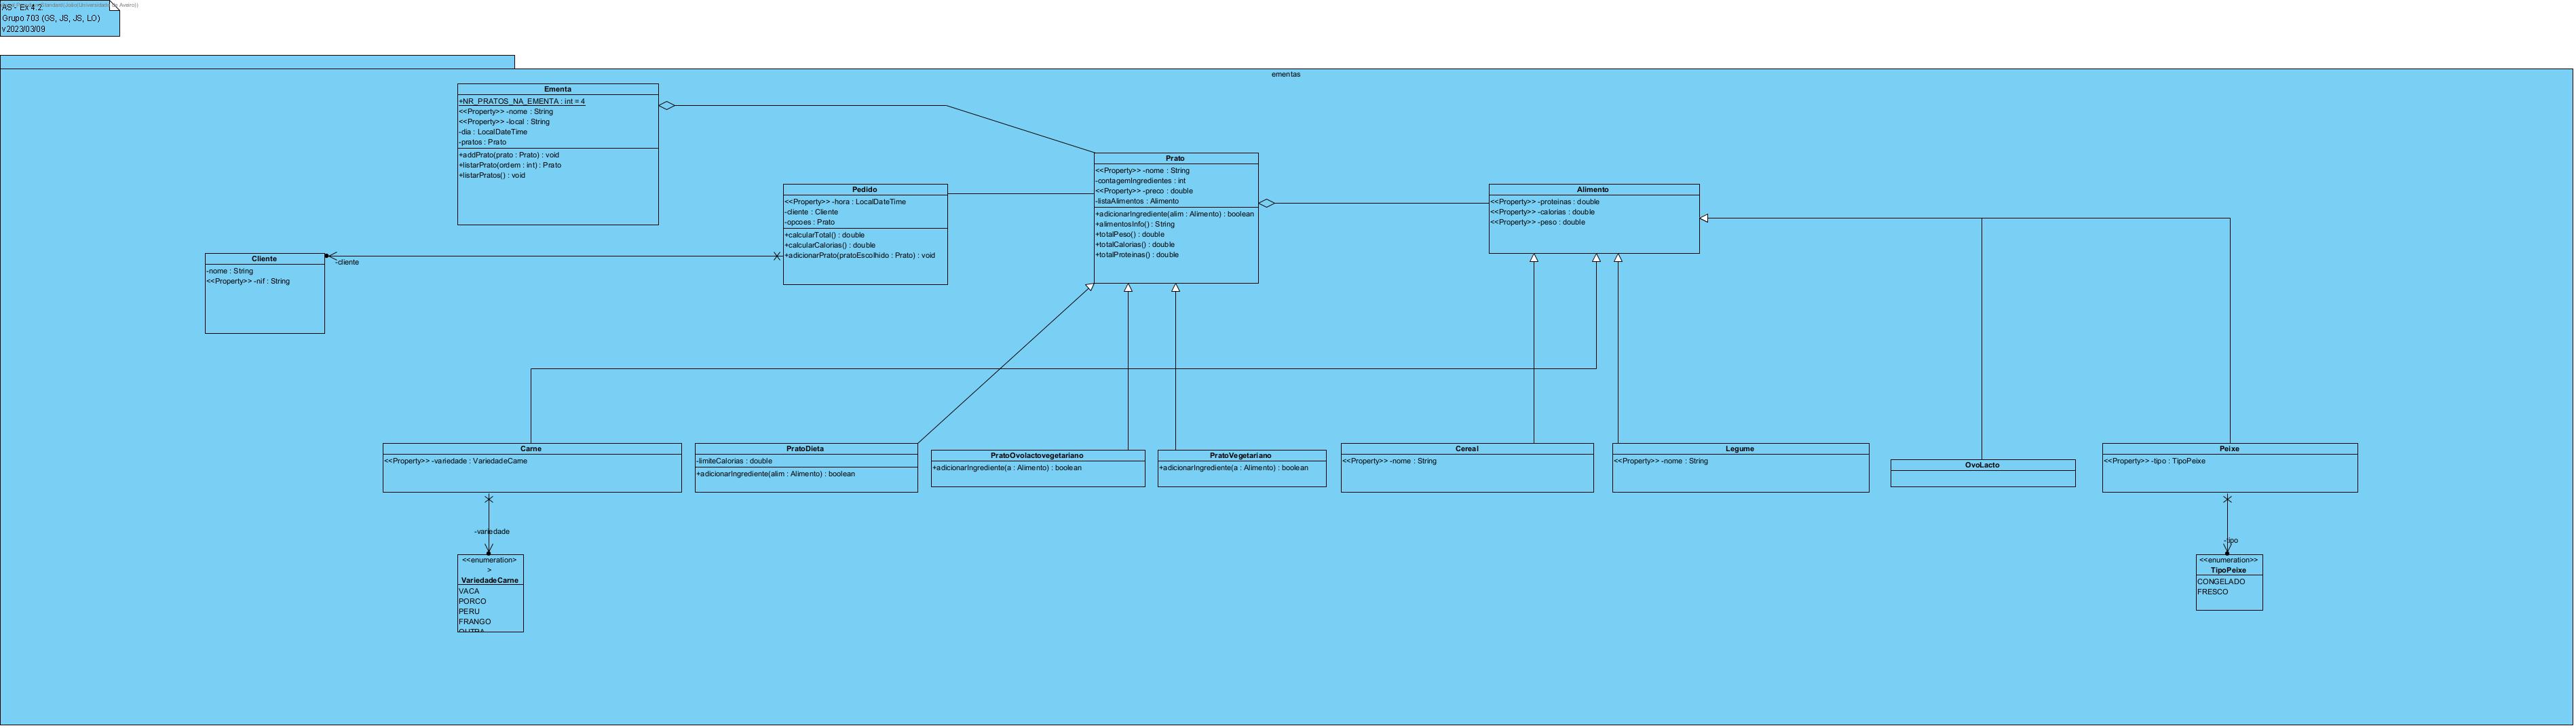 AS - Ex 4.2.
Grupo 703 (GS, JS, JS, LO)
v2023/03/09
ementas
Ementa
+NR_PRATOS_NA_EMENTA : int = 4
<<Property>> -nome : String
<<Property>> -local : String
-dia : LocalDateTime
-pratos : Prato
+addPrato(prato : Prato) : void
+listarPrato(ordem : int) : Prato
+listarPratos() : void
Prato
<<Property>> -nome : String
-contagemIngredientes : int
<<Property>> -preco : double
-listaAlimentos : Alimento
+adicionarIngrediente(alim : Alimento) : boolean
+alimentosInfo() : String
+totalPeso() : double
+totalCalorias() : double
+totalProteinas() : double
Pedido
<<Property>> -hora : LocalDateTime
-cliente : Cliente
-opcoes : Prato
+calcularTotal() : double
+calcularCalorias() : double
+adicionarPrato(pratoEscolhido : Prato) : void
Alimento
<<Property>> -proteinas : double
<<Property>> -calorias : double
<<Property>> -peso : double
Cliente
-nome : String
<<Property>> -nif : String
-cliente
Carne
<<Property>> -variedade : VariedadeCarne
PratoDieta
-limiteCalorias : double
+adicionarIngrediente(alim : Alimento) : boolean
PratoOvolactovegetariano
+adicionarIngrediente(a : Alimento) : boolean
PratoVegetariano
+adicionarIngrediente(a : Alimento) : boolean
Cereal
<<Property>> -nome : String
Legume
<<Property>> -nome : String
OvoLacto
Peixe
<<Property>> -tipo : TipoPeixe
-variedade
-tipo
<<enumeration>
>
VariedadeCarne
VACA
PORCO
PERU
FRANGO
OUTRA
<<enumeration>>
TipoPeixe
CONGELADO
FRESCO